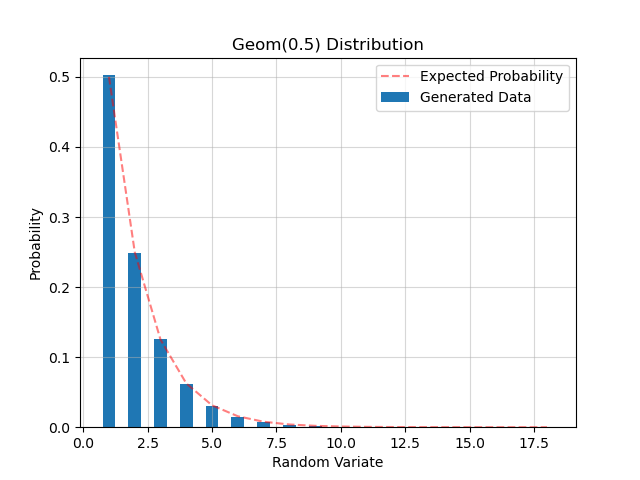 Geom(0.5) Distribution
Expected Probability
Generated Data
0.5
0.4
0.3
0.2
0.1
0.0
Probability
0.0 2.5 5.0 7.5 10.0 12.5 15.0 17.5
Random Variate